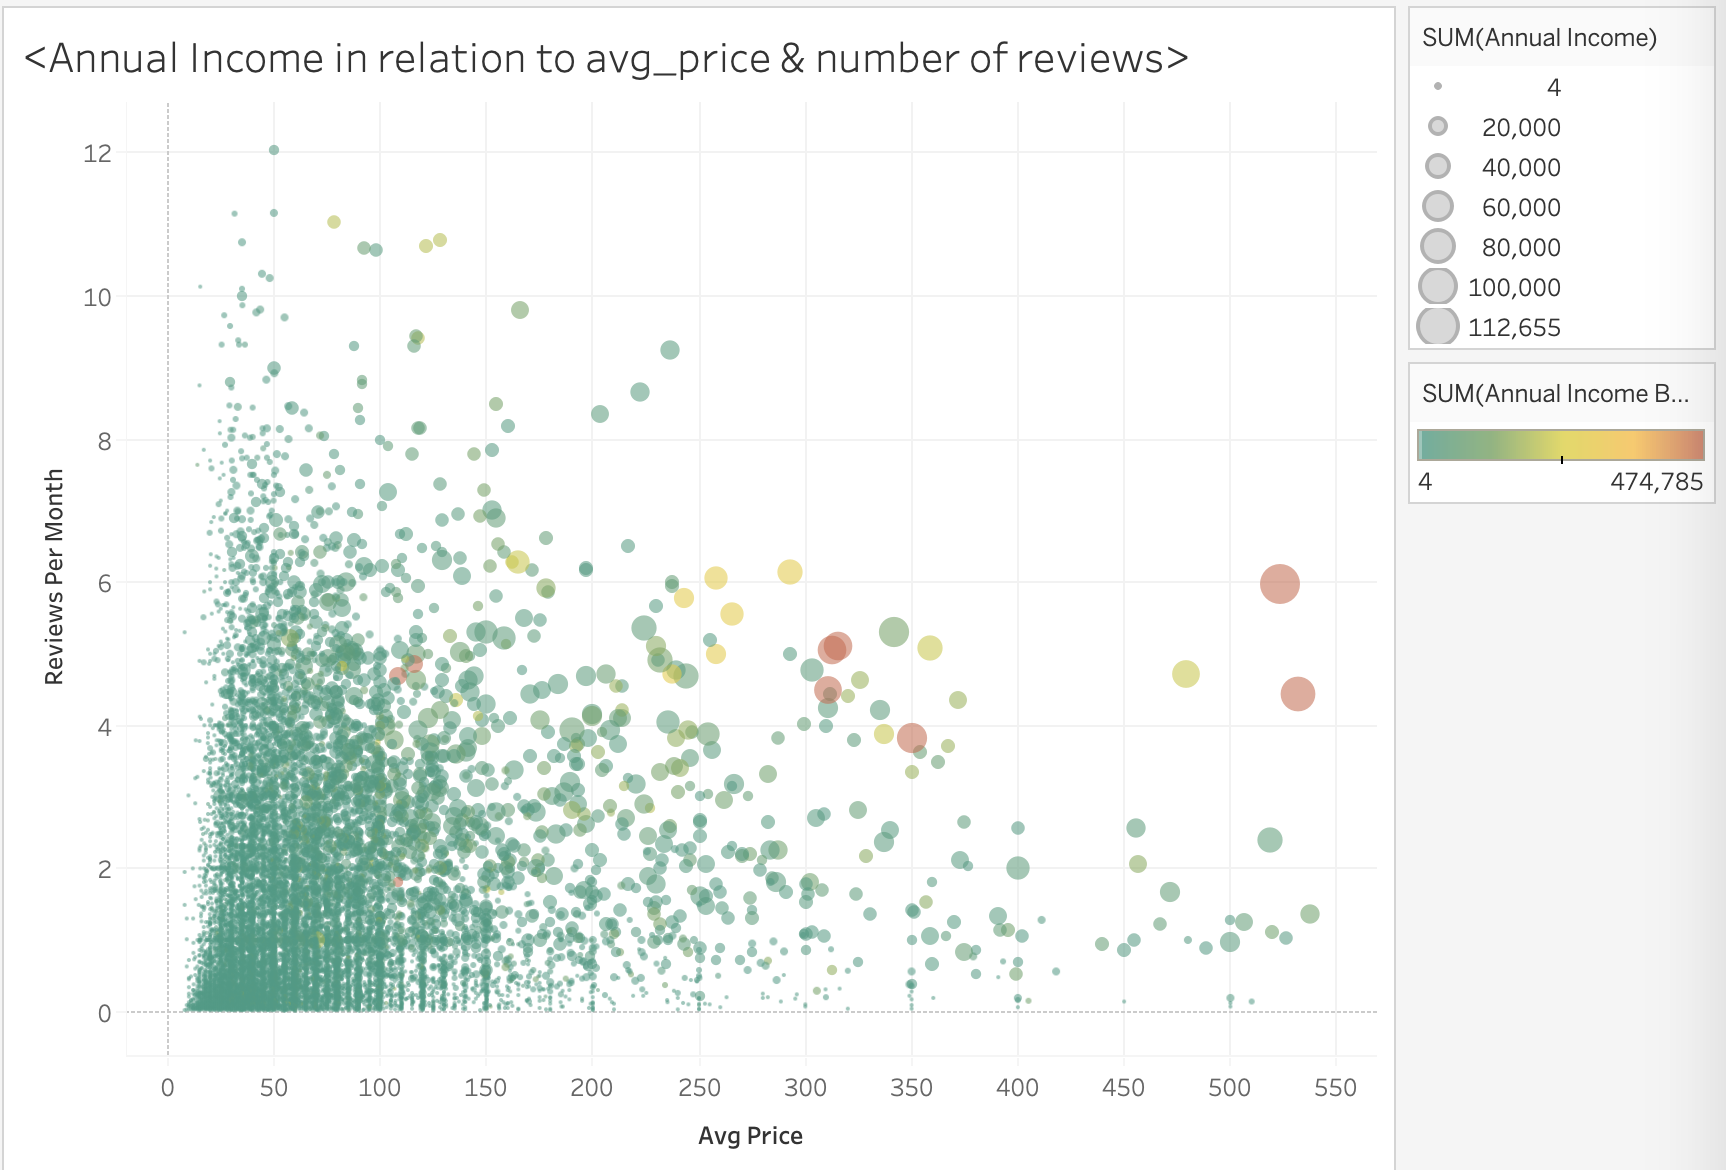 <Annual Income in relation to avg_price & number of reviews>
12
10
8
6
4
2
0
Reviews Per Month
0 50 100 150 200 250 300 350 400 450 500 550
Avg Price
SUM(Annual Income)
4
20,000
40,000
60,000
80,000
100,000
112,655
SUM(Annual Income B...
4 474,785